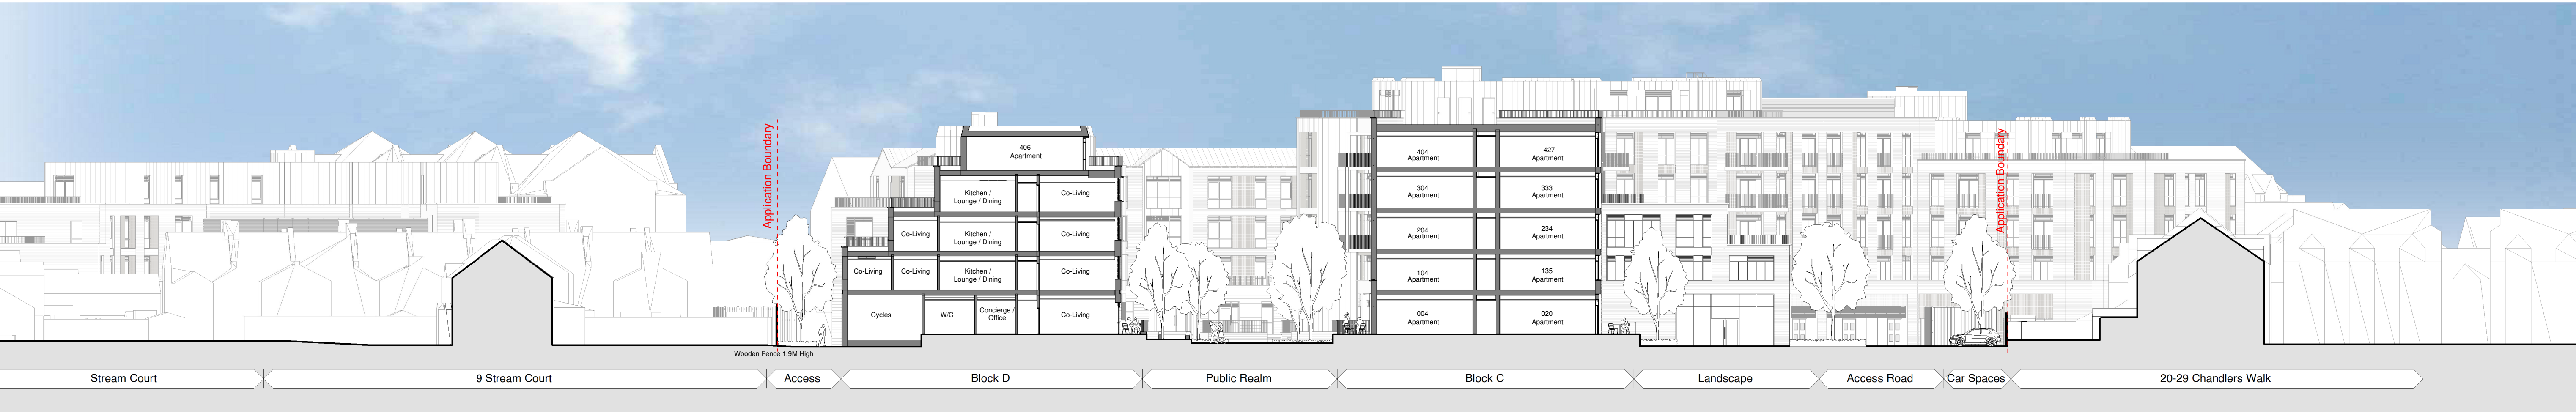 Application Boundary
Application Boundary
406
Apartment
Kitchen /
Lounge / Dining
Co-Living
Co-Living
Kitchen /
Lounge / Dining
Co-Living
Co-Living
Co-Living
Kitchen /
Lounge / Dining
Co-Living
Cycles
W/C
Concierge /
Office
Co-Living
404
Apartment
427
Apartment
304
Apartment
333
Apartment
204
Apartment
234
Apartment
104
Apartment
135
Apartment
004
Apartment
020
Apartment
Wooden Fence 1.9M High
Stream Court
9 Stream Court
Access
Block D
Public Realm
Block C
Landscape
Access Road
Car Spaces
20-29 Chandlers Walk